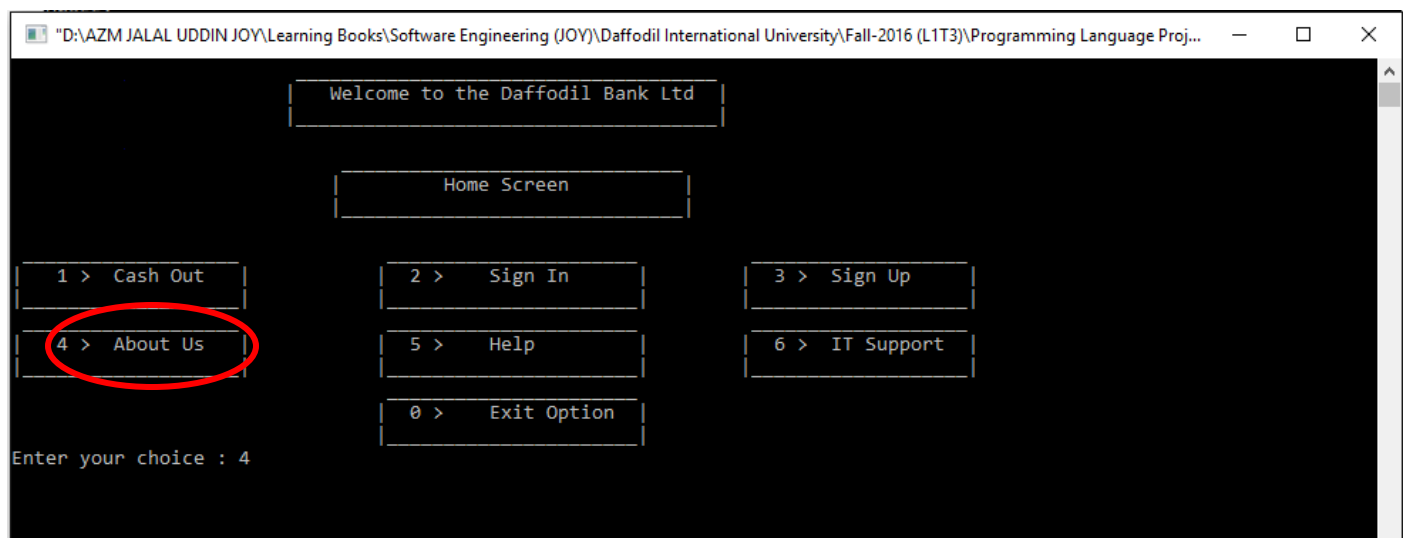 "D:\AZM JALAL UDDIN JOY\Learning Books\Software Engineering (JOY)\Daffodil International University\Fall-2016 (L1T3)\Programming Language Proj...
Welcome to the Daffodil Bank Ltd
Home Screen
1 > Cash Out 2 > Sign In 3 > Sign Up
4 > About Us 5 > Help 6 > IT Support
0 > Exit Option
Enter your choice : 4